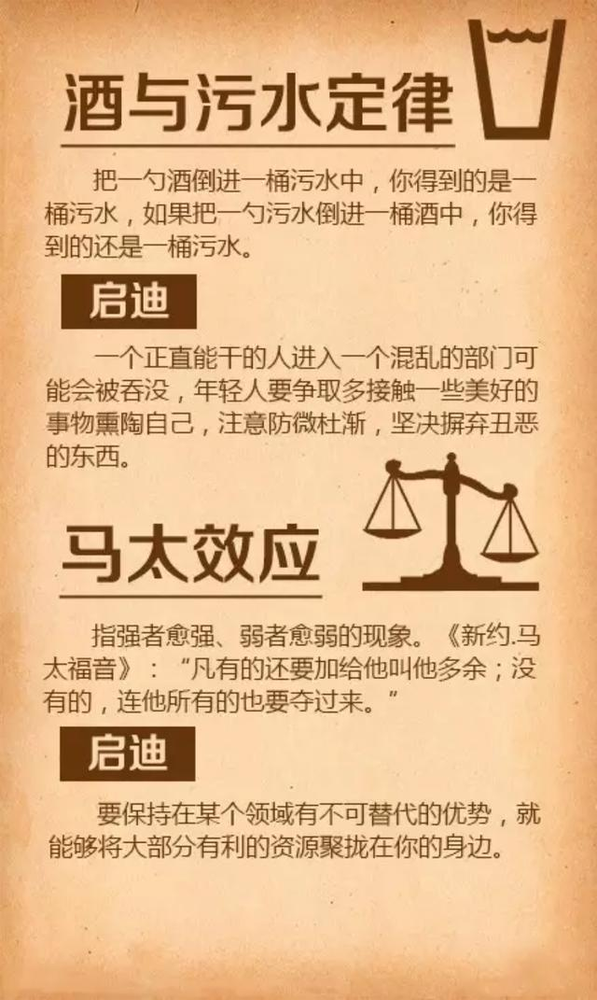 酒与污水定律
把一勺酒倒进一桶污水中，你得到的是一
桶污水，如果把一勺污水倒进一桶酒中，你得
到的还是一桶污水。
启迪
一个正直能干的人进入一个混乱的部门可
能会被吞没，年轻人要争取多接触一些美好的
事物熏陶自己，注意防微杜渐，坚决摒弃丑恶
的东西。
马太效应
指强者愈强、弱者愈弱的现象。《新约.马
太福音》：“凡有的还要加给他叫他多余；没
有的，连他所有的也要夺过来。”
启迪
要保持在某个领域有不可替代的优势，就
能够将大部分有利的资源聚拢在你的身边。